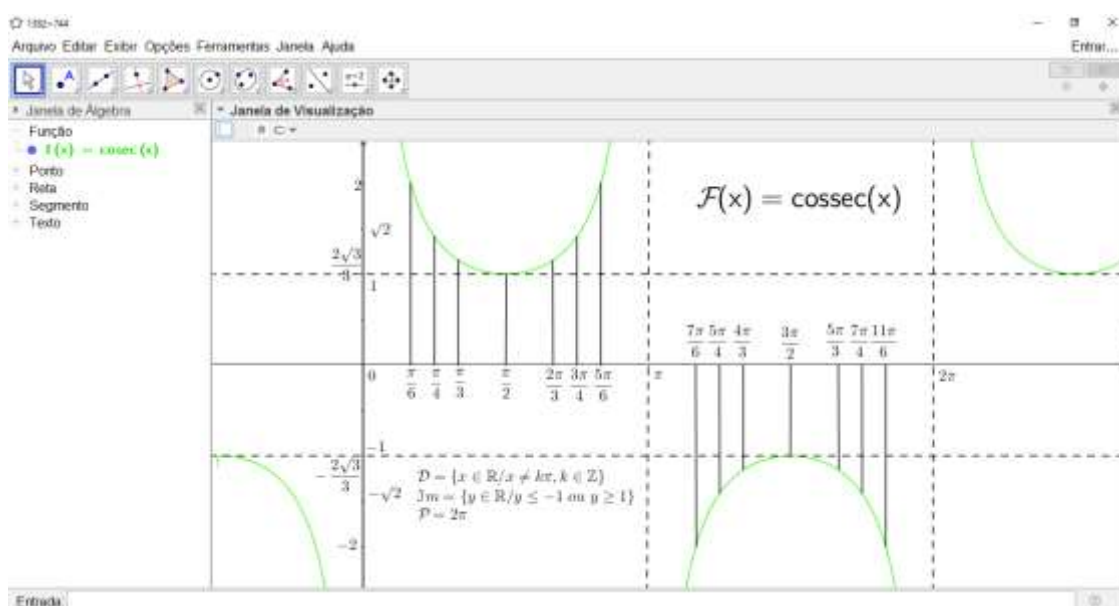 1592~744
Arquivo Editar Exibir Opções Ferramentas Janela Ajuda
Entrar...
Janela de Álgebra
Janela de Visualização
Função
f(x) = cosec(x)
Ponto
Reta
Segmento
Texto
F(x) = cossec(x)
2
√2
2√3/3
1
0
π/6 π/4 π/3 π/2 2π/3 3π/4 5π/6
π
7π/6 5π/4 4π/3 3π/2 5π/3 7π/4 11π/6
2π
−1
−2√3/3
−√2
−2
D = {x ∈ ℝ/x ≠ kπ, k ∈ ℤ}
Im = {y ∈ ℝ/y ≤ −1 ou y ≥ 1}
P = 2π
Entrada